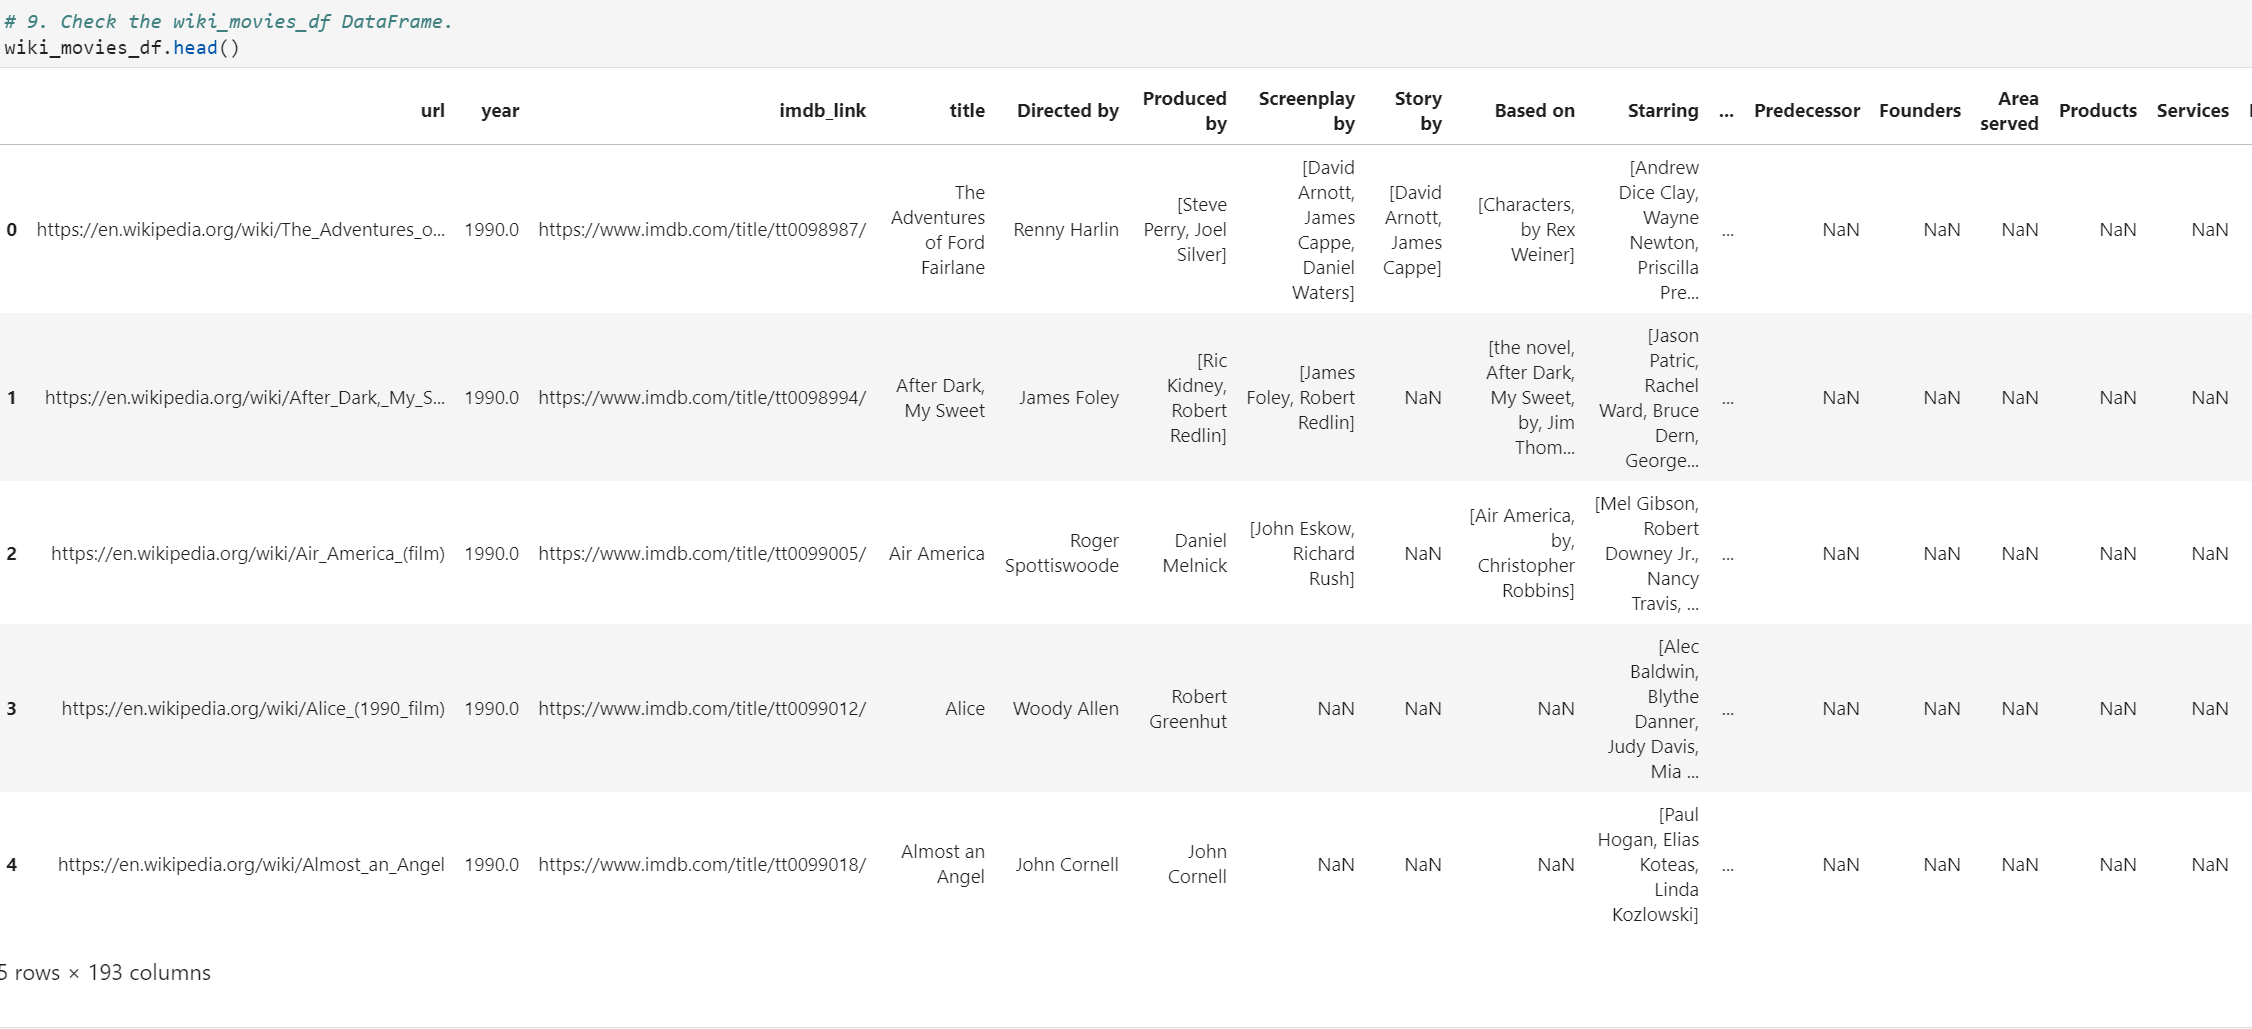 # 9. Check the wiki_movies_df DataFrame.
wiki_movies_df.head()
url year imdb_link title Directed by Produced by Screenplay by Story by Based on Starring ... Predecessor Founders Area served Products Services
0 https://en.wikipedia.org/wiki/The_Adventures_o... 1990.0 https://www.imdb.com/title/tt0098987/ The Adventures of Ford Fairlane Renny Harlin [Steve Perry, Joel Silver] [David Arnott, James Cappe, Daniel Waters] [David Arnott, James Cappe] [Characters, by Rex Weiner] [Andrew Dice Clay, Wayne Newton, Priscilla Pre... ... NaN NaN NaN NaN NaN
1 https://en.wikipedia.org/wiki/After_Dark,_My_S... 1990.0 https://www.imdb.com/title/tt0098994/ After Dark, My Sweet James Foley [Ric Kidney, Robert Redlin] [James Foley, Robert Redlin] NaN [the novel, After Dark, My Sweet, by, Jim Thom... [Jason Patric, Rachel Ward, Bruce Dern, George... ... NaN NaN NaN NaN NaN
2 https://en.wikipedia.org/wiki/Air_America_(film) 1990.0 https://www.imdb.com/title/tt0099005/ Air America Roger Spottiswoode Daniel Melnick [John Eskow, Richard Rush] NaN [Air America, by, Christopher Robbins] [Mel Gibson, Robert Downey Jr., Nancy Travis, ... ... NaN NaN NaN NaN NaN
3 https://en.wikipedia.org/wiki/Alice_(1990_film) 1990.0 https://www.imdb.com/title/tt0099012/ Alice Woody Allen Robert Greenhut NaN NaN NaN [Alec Baldwin, Blythe Danner, Judy Davis, Mia ... ... NaN NaN NaN NaN NaN
4 https://en.wikipedia.org/wiki/Almost_an_Angel 1990.0 https://www.imdb.com/title/tt0099018/ Almost an Angel John Cornell John Cornell NaN NaN NaN [Paul Hogan, Elias Koteas, Linda Kozlowski] ... NaN NaN NaN NaN NaN
5 rows × 193 columns